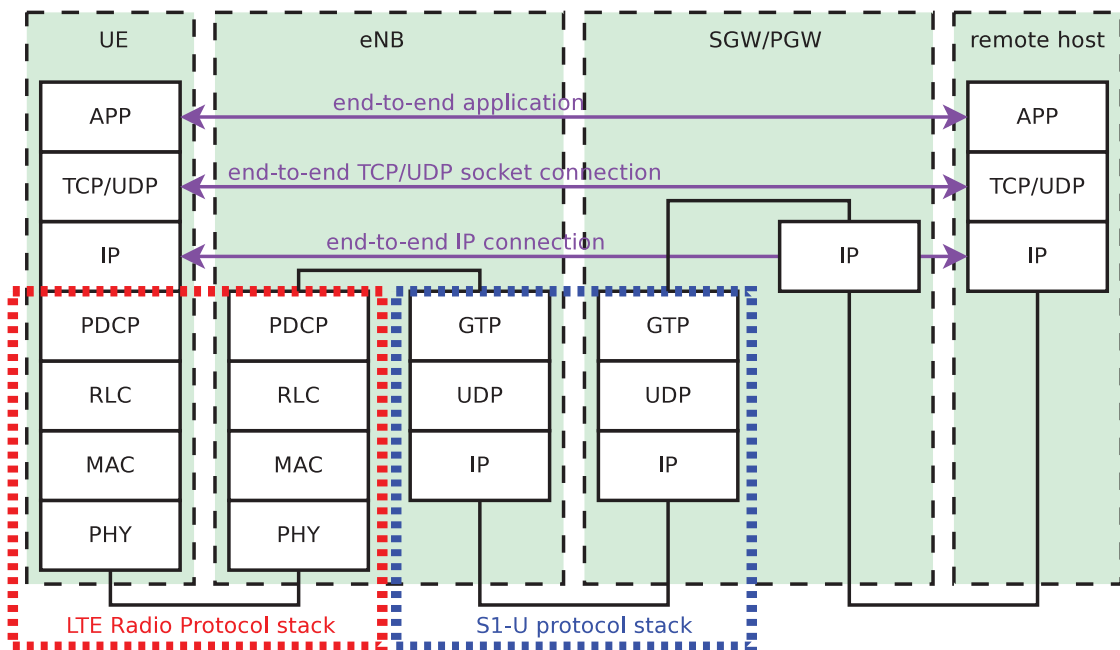 UE
eNB
SGW/PGW
remote host
APP
end-to-end application
APP
TCP/UDP
end-to-end TCP/UDP socket connection
TCP/UDP
IP
end-to-end IP connection
IP
IP
PDCP
PDCP
GTP
GTP
RLC
RLC
UDP
UDP
MAC
MAC
IP
IP
PHY
PHY
LTE Radio Protocol stack
S1-U protocol stack